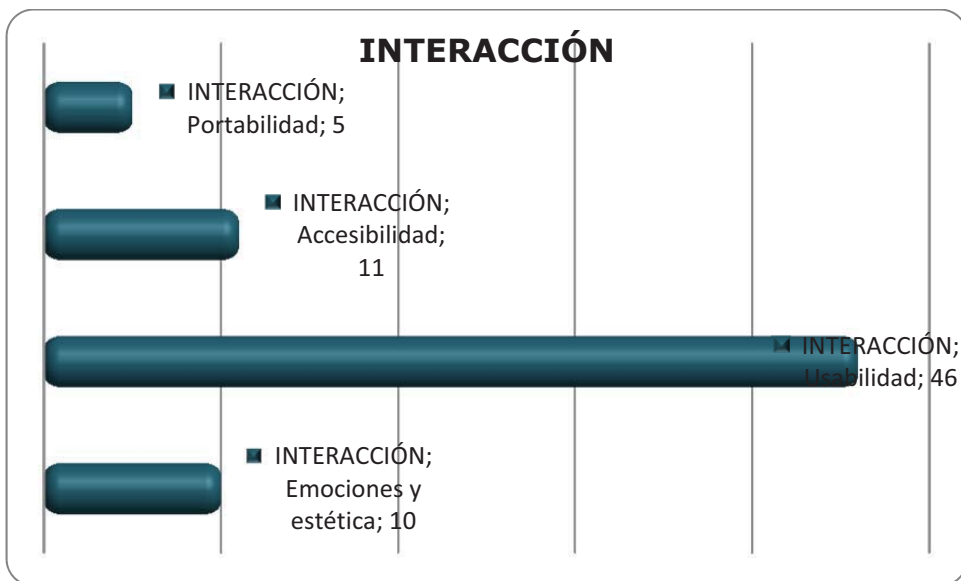 INTERACCIÓN
INTERACCIÓN;
Portabilidad; 5
INTERACCIÓN;
Accesibilidad;
11
INTERACCIÓN;
Usabilidad; 46
INTERACCIÓN;
Emociones y
estética; 10